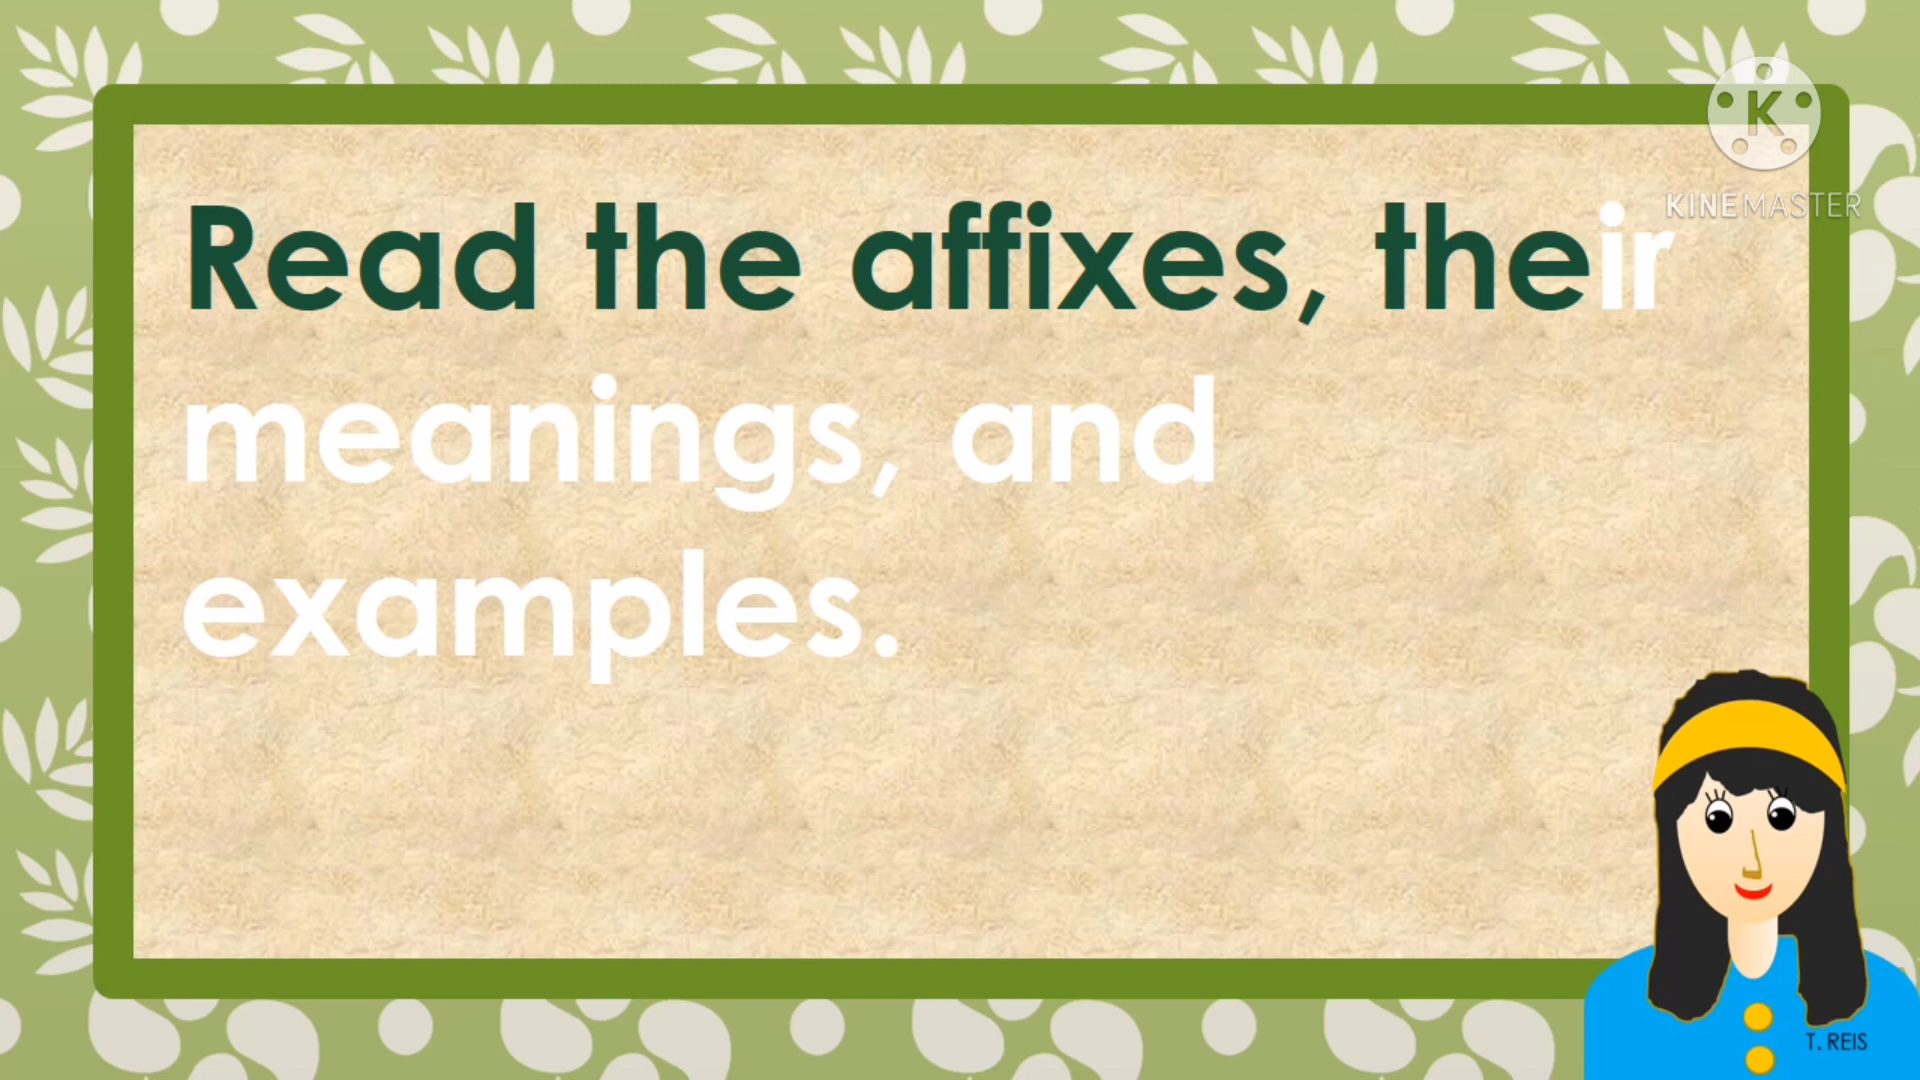 K
KINEMASTER
Read the affixes, their
meanings, and
examples.
T. REIS